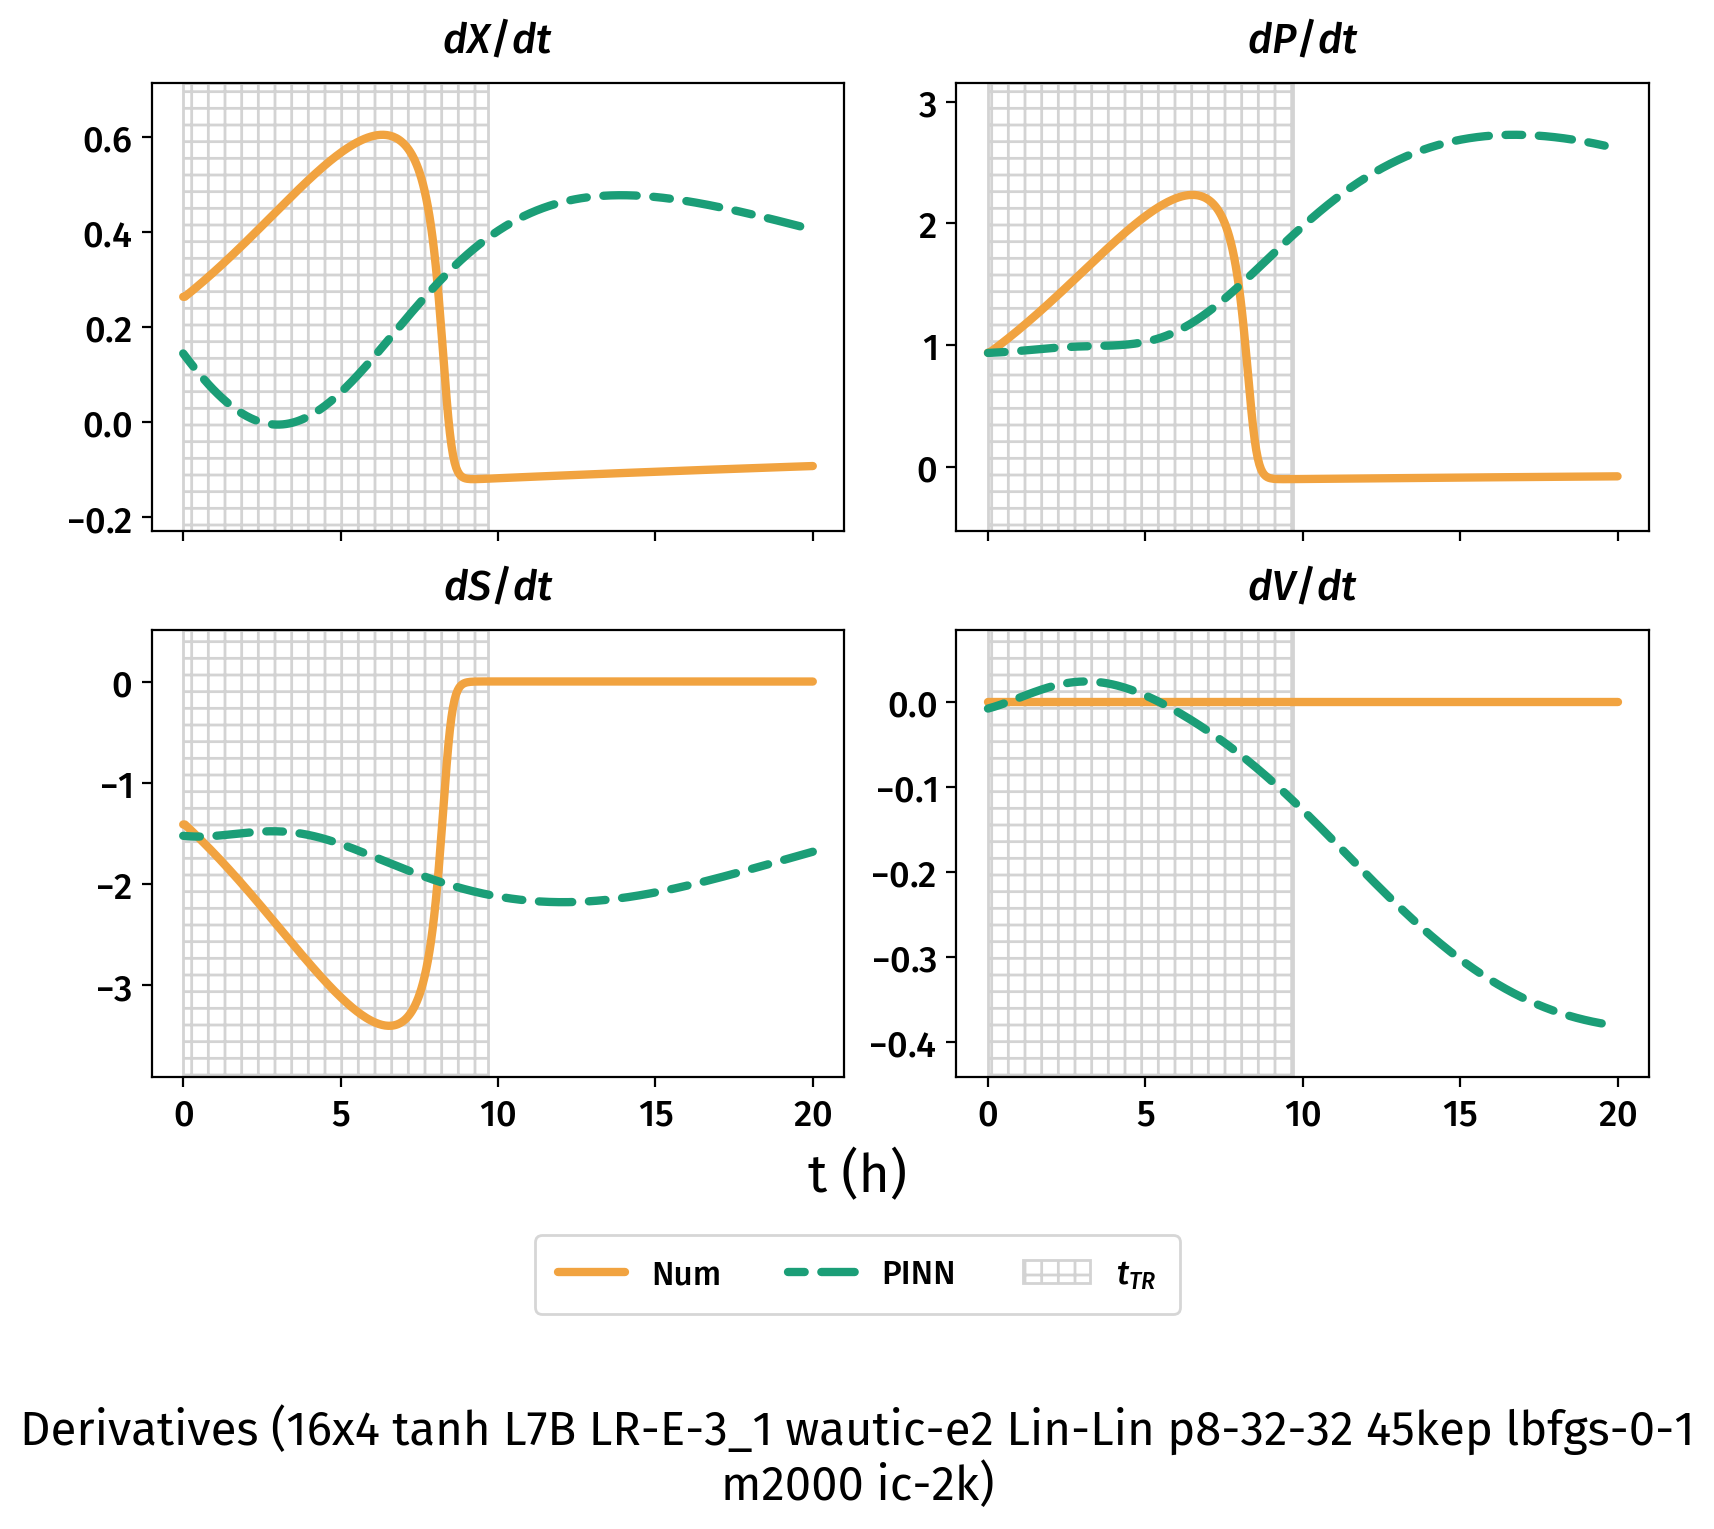 dX/dt
dP/dt
0.6
0.4
0.2
0.0
−0.2
3
2
1
0
dS/dt
dV/dt
0
−1
−2
−3
0.0
−0.1
−0.2
−0.3
−0.4
0 5 10 15 20
0 5 10 15 20
t (h)
Num PINN tTR
Derivatives (16x4 tanh L7B LR-E-3_1 wautic-e2 Lin-Lin p8-32-32 45kep lbfgs-0-1
m2000 ic-2k)